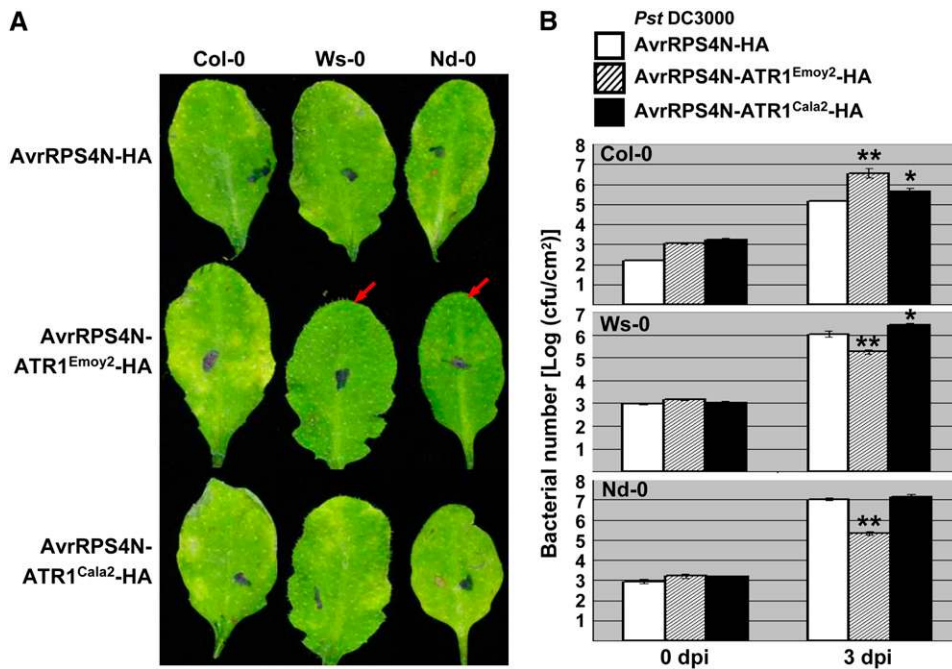 A
Col-0 Ws-0 Nd-0
AvrRPS4N-HA
AvrRPS4N-
ATR1Emoy2-HA
AvrRPS4N-
ATR1Cala2-HA
B
Pst DC3000
AvrRPS4N-HA
AvrRPS4N-ATR1Emoy2-HA
AvrRPS4N-ATR1Cala2-HA
Bacterial number [Log (cfu/cm²)]
Col-0
8
7
6
5
4
3
2
1
**
*
Ws-0
7
6
5
4
3
2
1
**
*
Nd-0
8
7
6
5
4
3
2
1
**
0 dpi 3 dpi